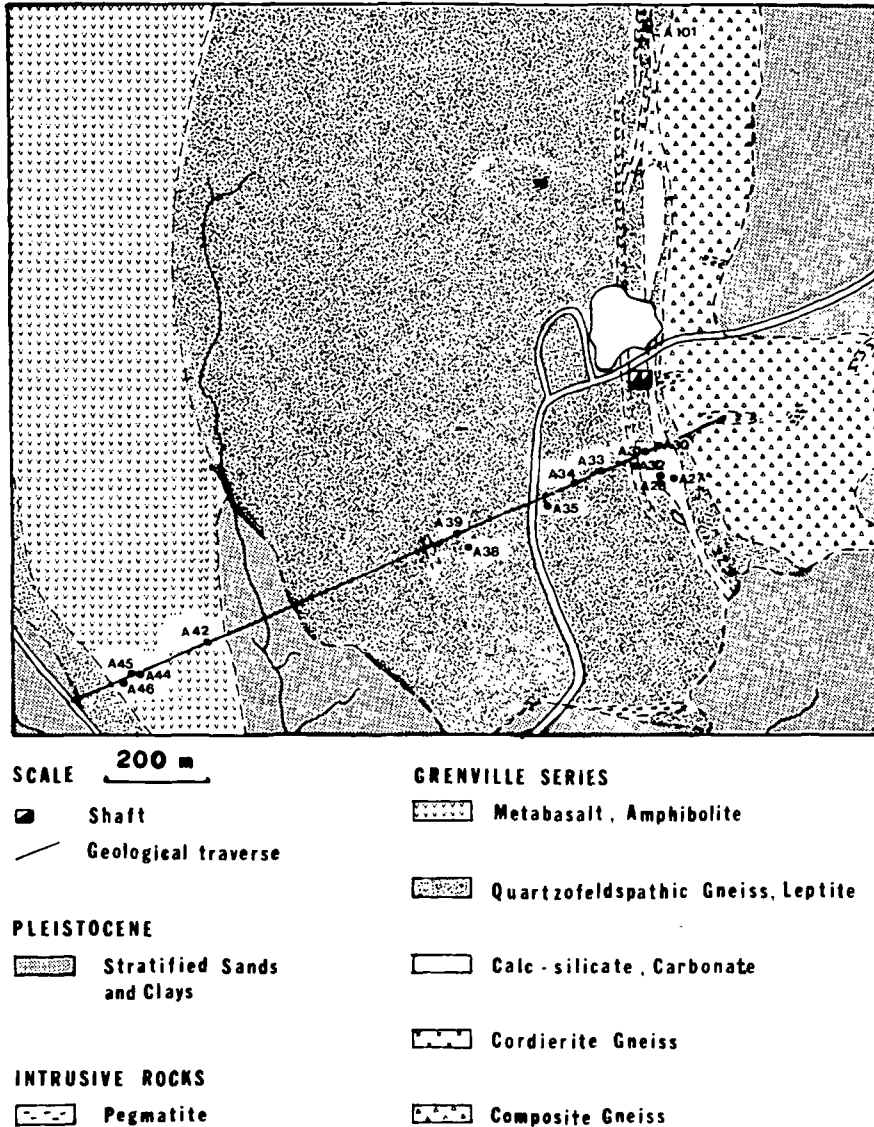 A101
A30
A32
A27
A33
A34
A35
A39
A38
A42
A45
A44
A46
SCALE 200 m
Shaft
Geological traverse
PLEISTOCENE
Stratified Sands
and Clays
INTRUSIVE ROCKS
Pegmatite
GRENVILLE SERIES
Metabasalt, Amphibolite
Quartzofeldspathic Gneiss, Leptite
Calc-silicate, Carbonate
Cordierite Gneiss
Composite Gneiss